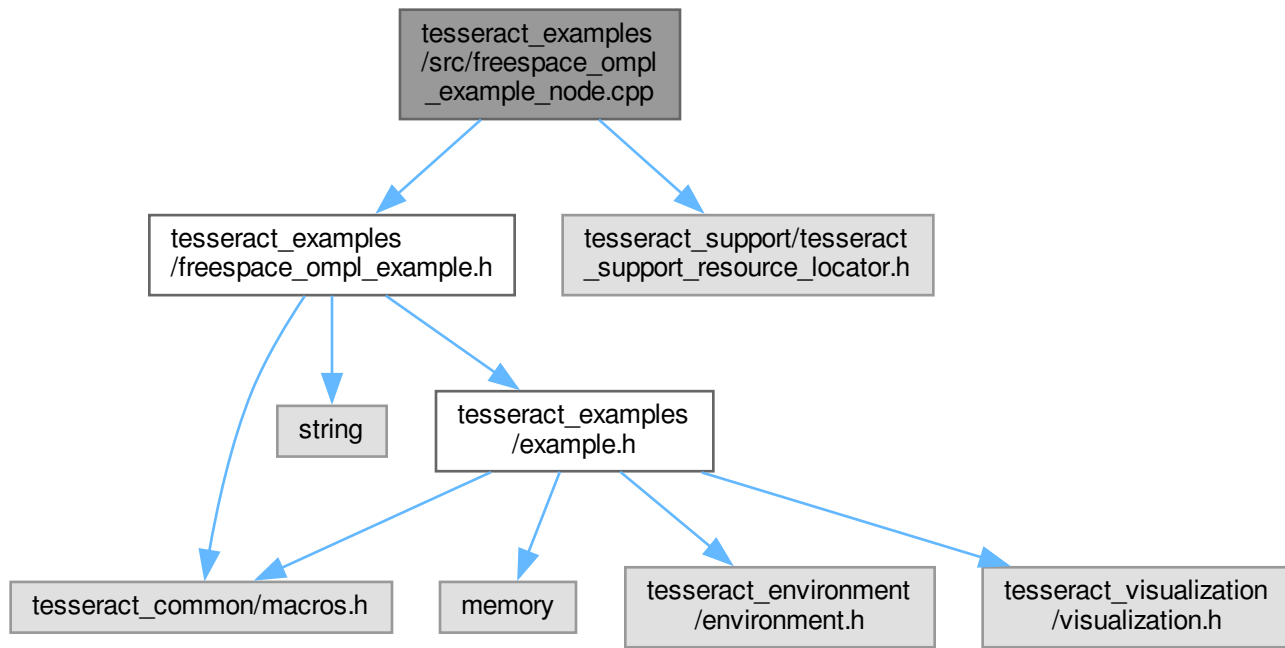 tesseract_examples
/src/freespace_ompl
_example_node.cpp
tesseract_examples
/freespace_ompl_example.h
tesseract_support/tesseract
_support_resource_locator.h
string
tesseract_examples
/example.h
tesseract_common/macros.h
memory
tesseract_environment
/environment.h
tesseract_visualization
/visualization.h